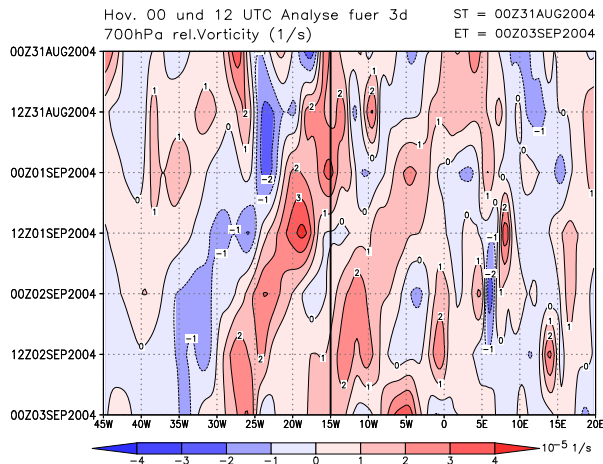 Hov. 00 und 12 UTC Analyse fuer 3d
ST = 00Z31AUG2004
700hPa rel.Vorticity (1/s)
ET = 00Z03SEP2004
00Z31AUG2004
12Z31AUG2004
00Z01SEP2004
12Z01SEP2004
00Z02SEP2004
12Z02SEP2004
00Z03SEP2004
45W 40W 35W 30W 25W 20W 15W 10W 5W 0 5E 10E 15E 20E
-4 -3 -2 -1 0 1 2 3 4 10⁻⁵ 1/s